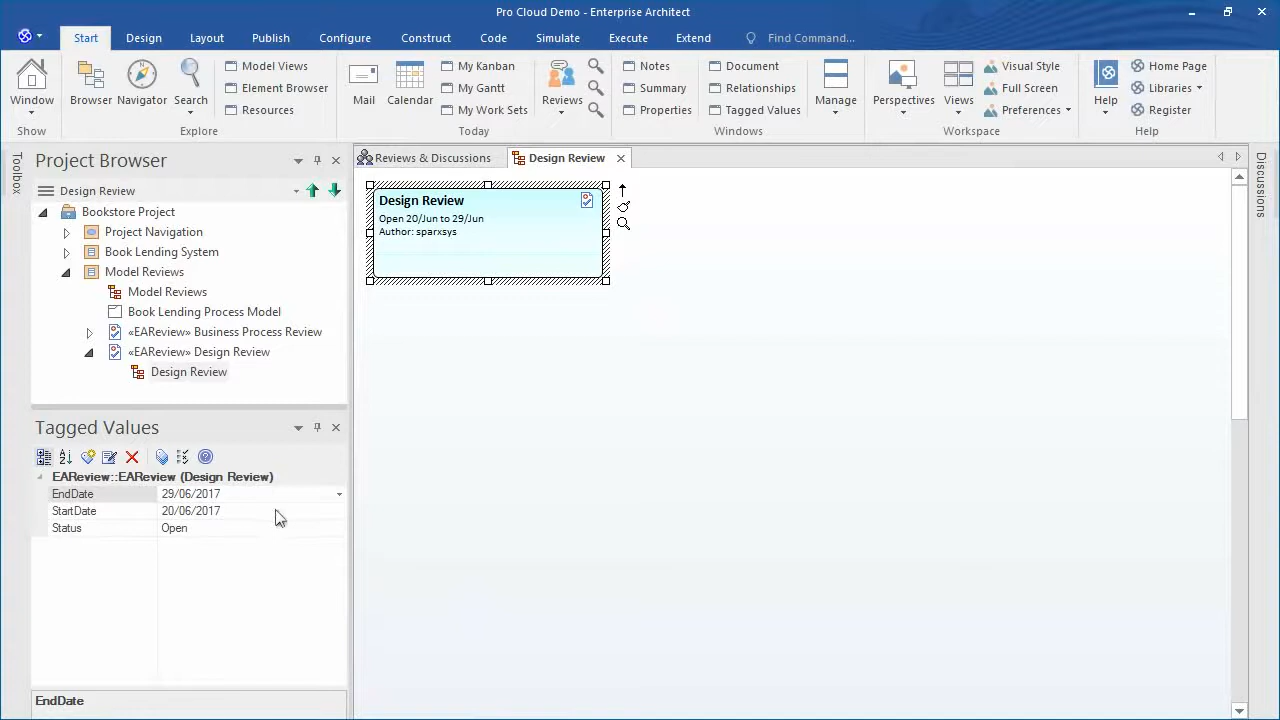 Pro Cloud Demo - Enterprise Architect
Start Design Layout Publish Configure Construct Code Simulate Execute Extend Find Command...
Window
Show
Browser Navigator Search
Model Views
Element Browser
Resources
Explore
Mail Calendar
My Kanban
My Gantt
My Work Sets
Reviews
Today
Notes
Summary
Properties
Document
Relationships
Tagged Values
Manage
Windows
Perspectives Views
Visual Style
Full Screen
Preferences
Workspace
Help
Home Page
Libraries
Register
Help
Toolbox
Project Browser
Design Review
Bookstore Project
Project Navigation
Book Lending System
Model Reviews
Model Reviews
Book Lending Process Model
«EAReview» Business Process Review
«EAReview» Design Review
Design Review
Tagged Values
EAReview::EAReview (Design Review)
EndDate 29/06/2017
StartDate 20/06/2017
Status Open
EndDate
Reviews & Discussions Design Review
Design Review
Open 20/Jun to 29/Jun
Author: sparxsys
Discussions